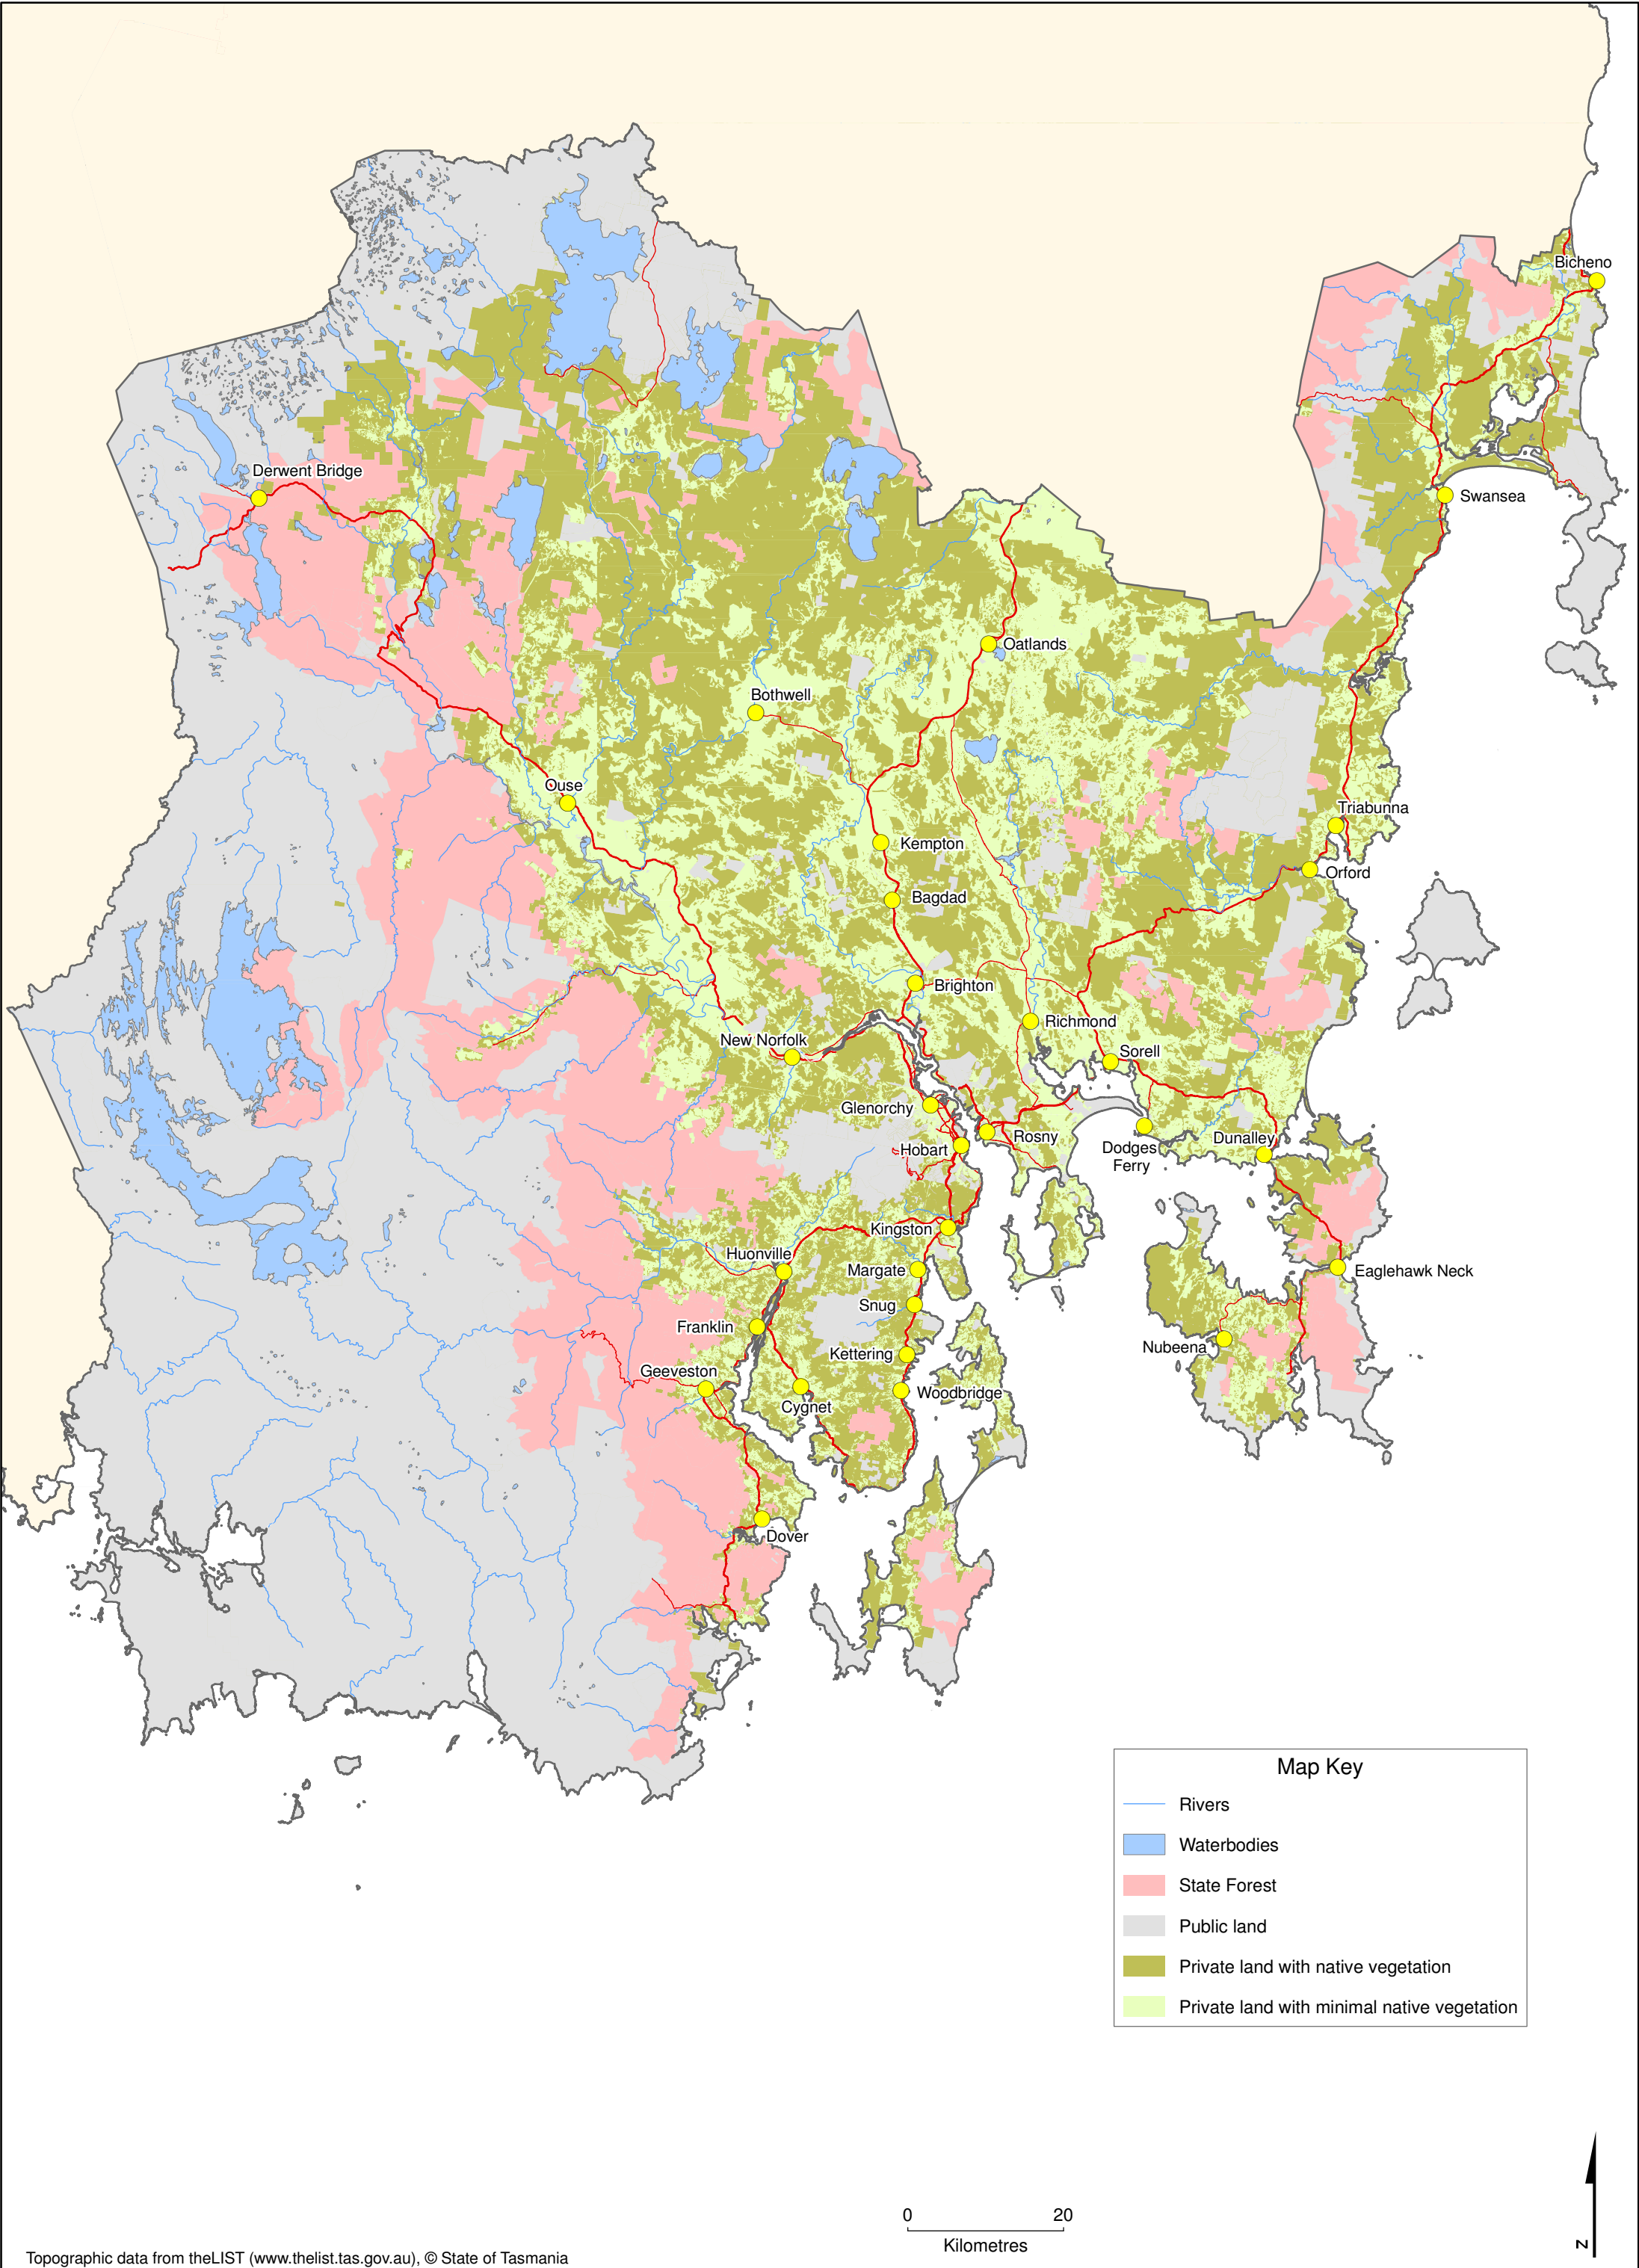 Bicheno
Derwent Bridge
Swansea
Oatlands
Bothwell
Ouse
Triabunna
Kempton
Orford
Bagdad
Brighton
Richmond
New Norfolk
Sorell
Glenorchy
Rosny
Dunalley
Hobart
Dodges
Ferry
Kingston
Huonville
Margate
Eaglehawk Neck
Snug
Franklin
Nubeena
Kettering
Geeveston
Woodbridge
Cygnet
Dover
Map Key
Rivers
Waterbodies
State Forest
Public land
Private land with native vegetation
Private land with minimal native vegetation
0 20
Kilometres
N
Topographic data from theLIST (www.thelist.tas.gov.au), © State of Tasmania